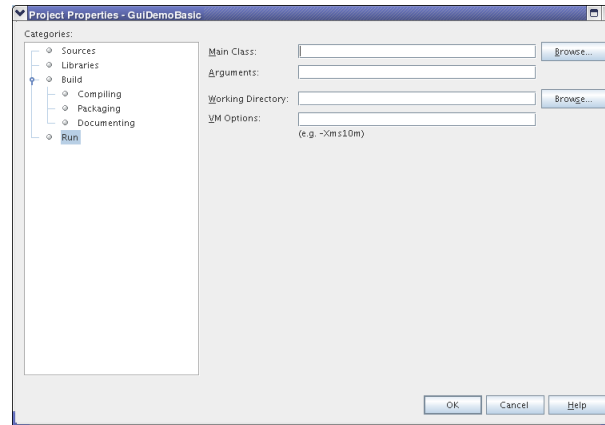 Project Properties - GuiDemoBasic
Categories:
Sources
Libraries
Build
Compiling
Packaging
Documenting
Run
Main Class:
Browse...
Arguments:
Working Directory:
Browse...
VM Options:
(e.g. -Xms10m)
OK
Cancel
Help